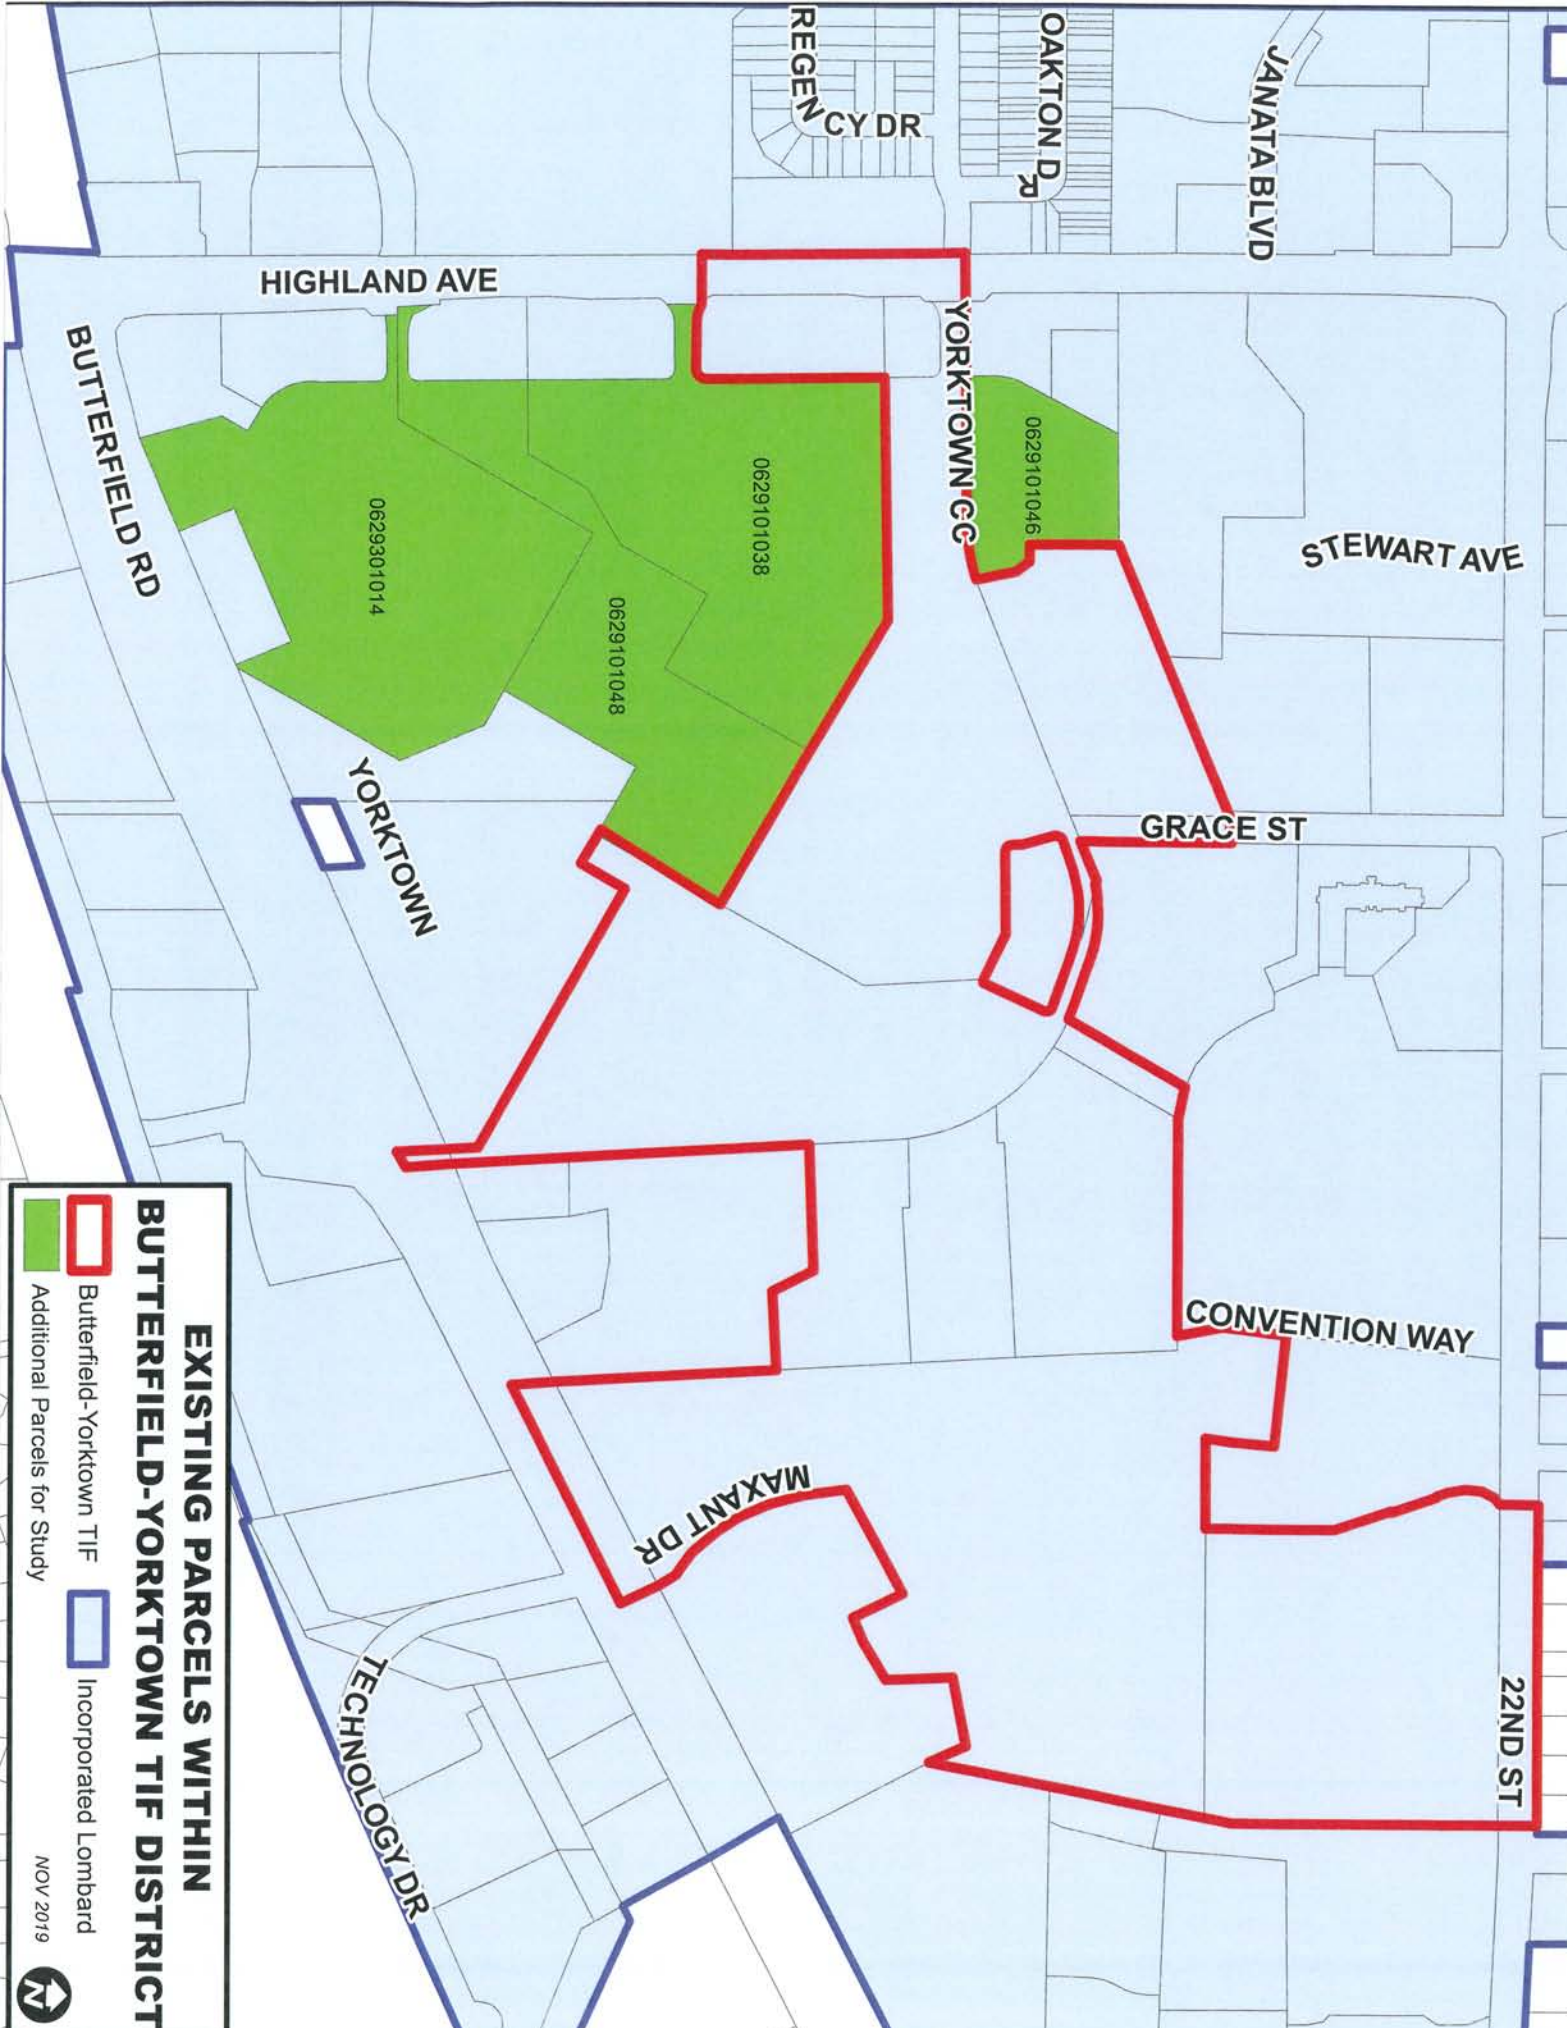 JANATA BLVD
OAKTON DR
REGENCY DR
HIGHLAND AVE
YORKTOWN CC
STEWART AVE
0629101046
0629101038
0629101048
0629301014
BUTTERFIELD RD
YORKTOWN
GRACE ST
CONVENTION WAY
MAXANT DR
22ND ST
TECHNOLOGY DR
EXISTING PARCELS WITHIN
BUTTERFIELD-YORKTOWN TIF DISTRICT
Butterfield-Yorktown TIF
Incorporated Lombard
Additional Parcels for Study
NOV 2019
N